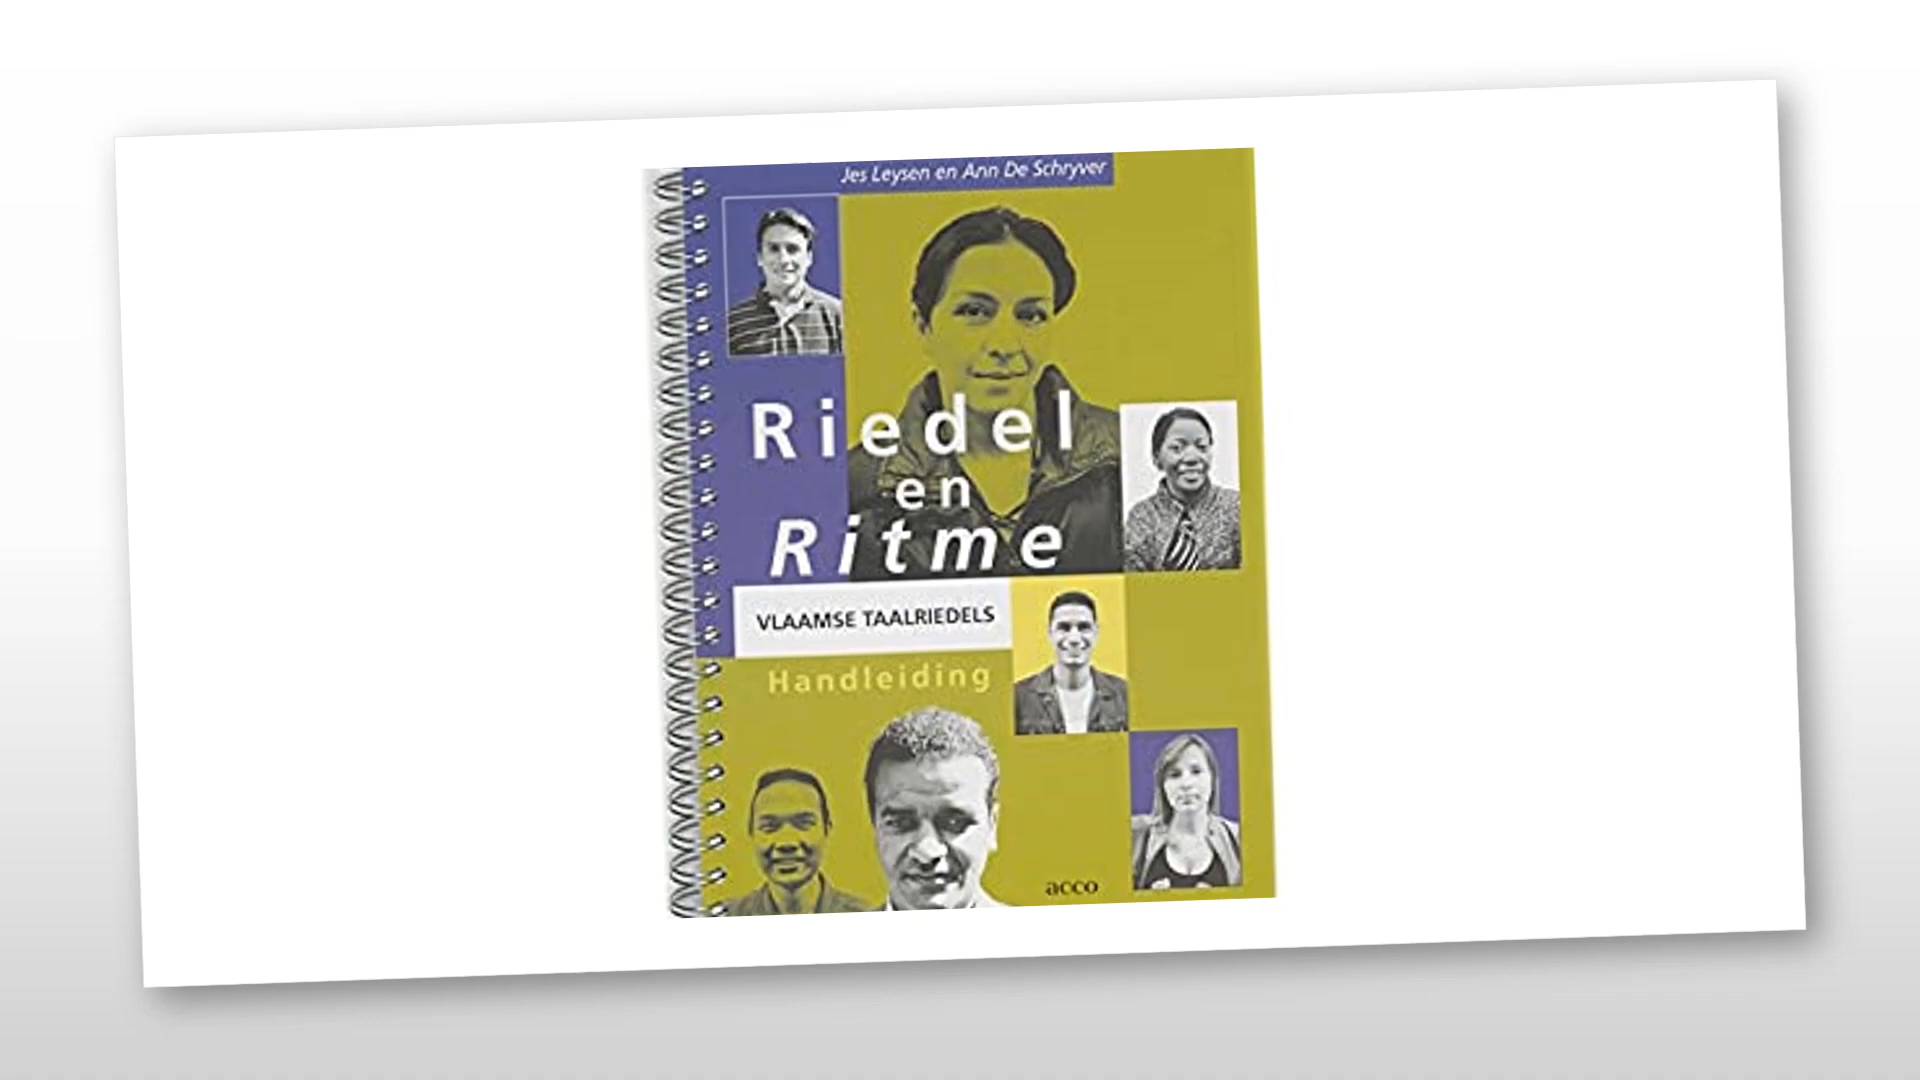 Jes Leysen en Ann De Schryver
Riedel
en
Ritme
VLAAMSE TAALRIEDELS
Handleiding
acco